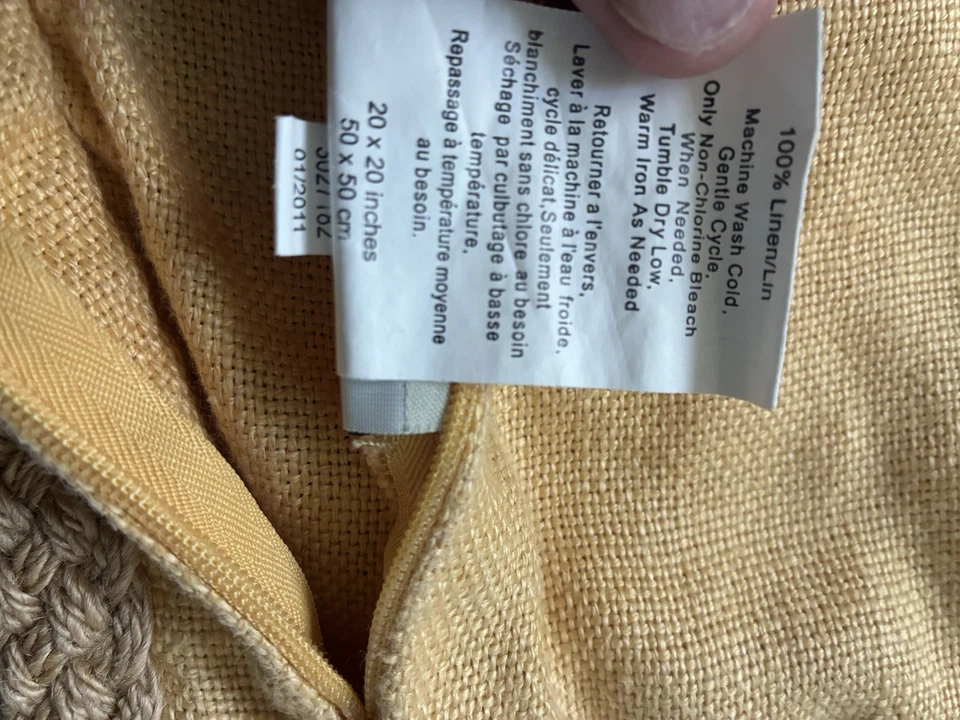 100% Linen/Lin
Machine Wash Cold,
Gentle Cycle,
Only Non-Chlorine Bleach
When Needed,
Tumble Dry Low,
Warm Iron As Needed
Retourner a l'envers,
Laver à la machine à l'eau froide,
cycle délicat,Seulement
blanchiment sans chlore au besoin
Séchage par culbutage à basse
température,
Repassage à température moyenne
au besoin.
20 x 20 inches
50 x 50 cm
01/2011